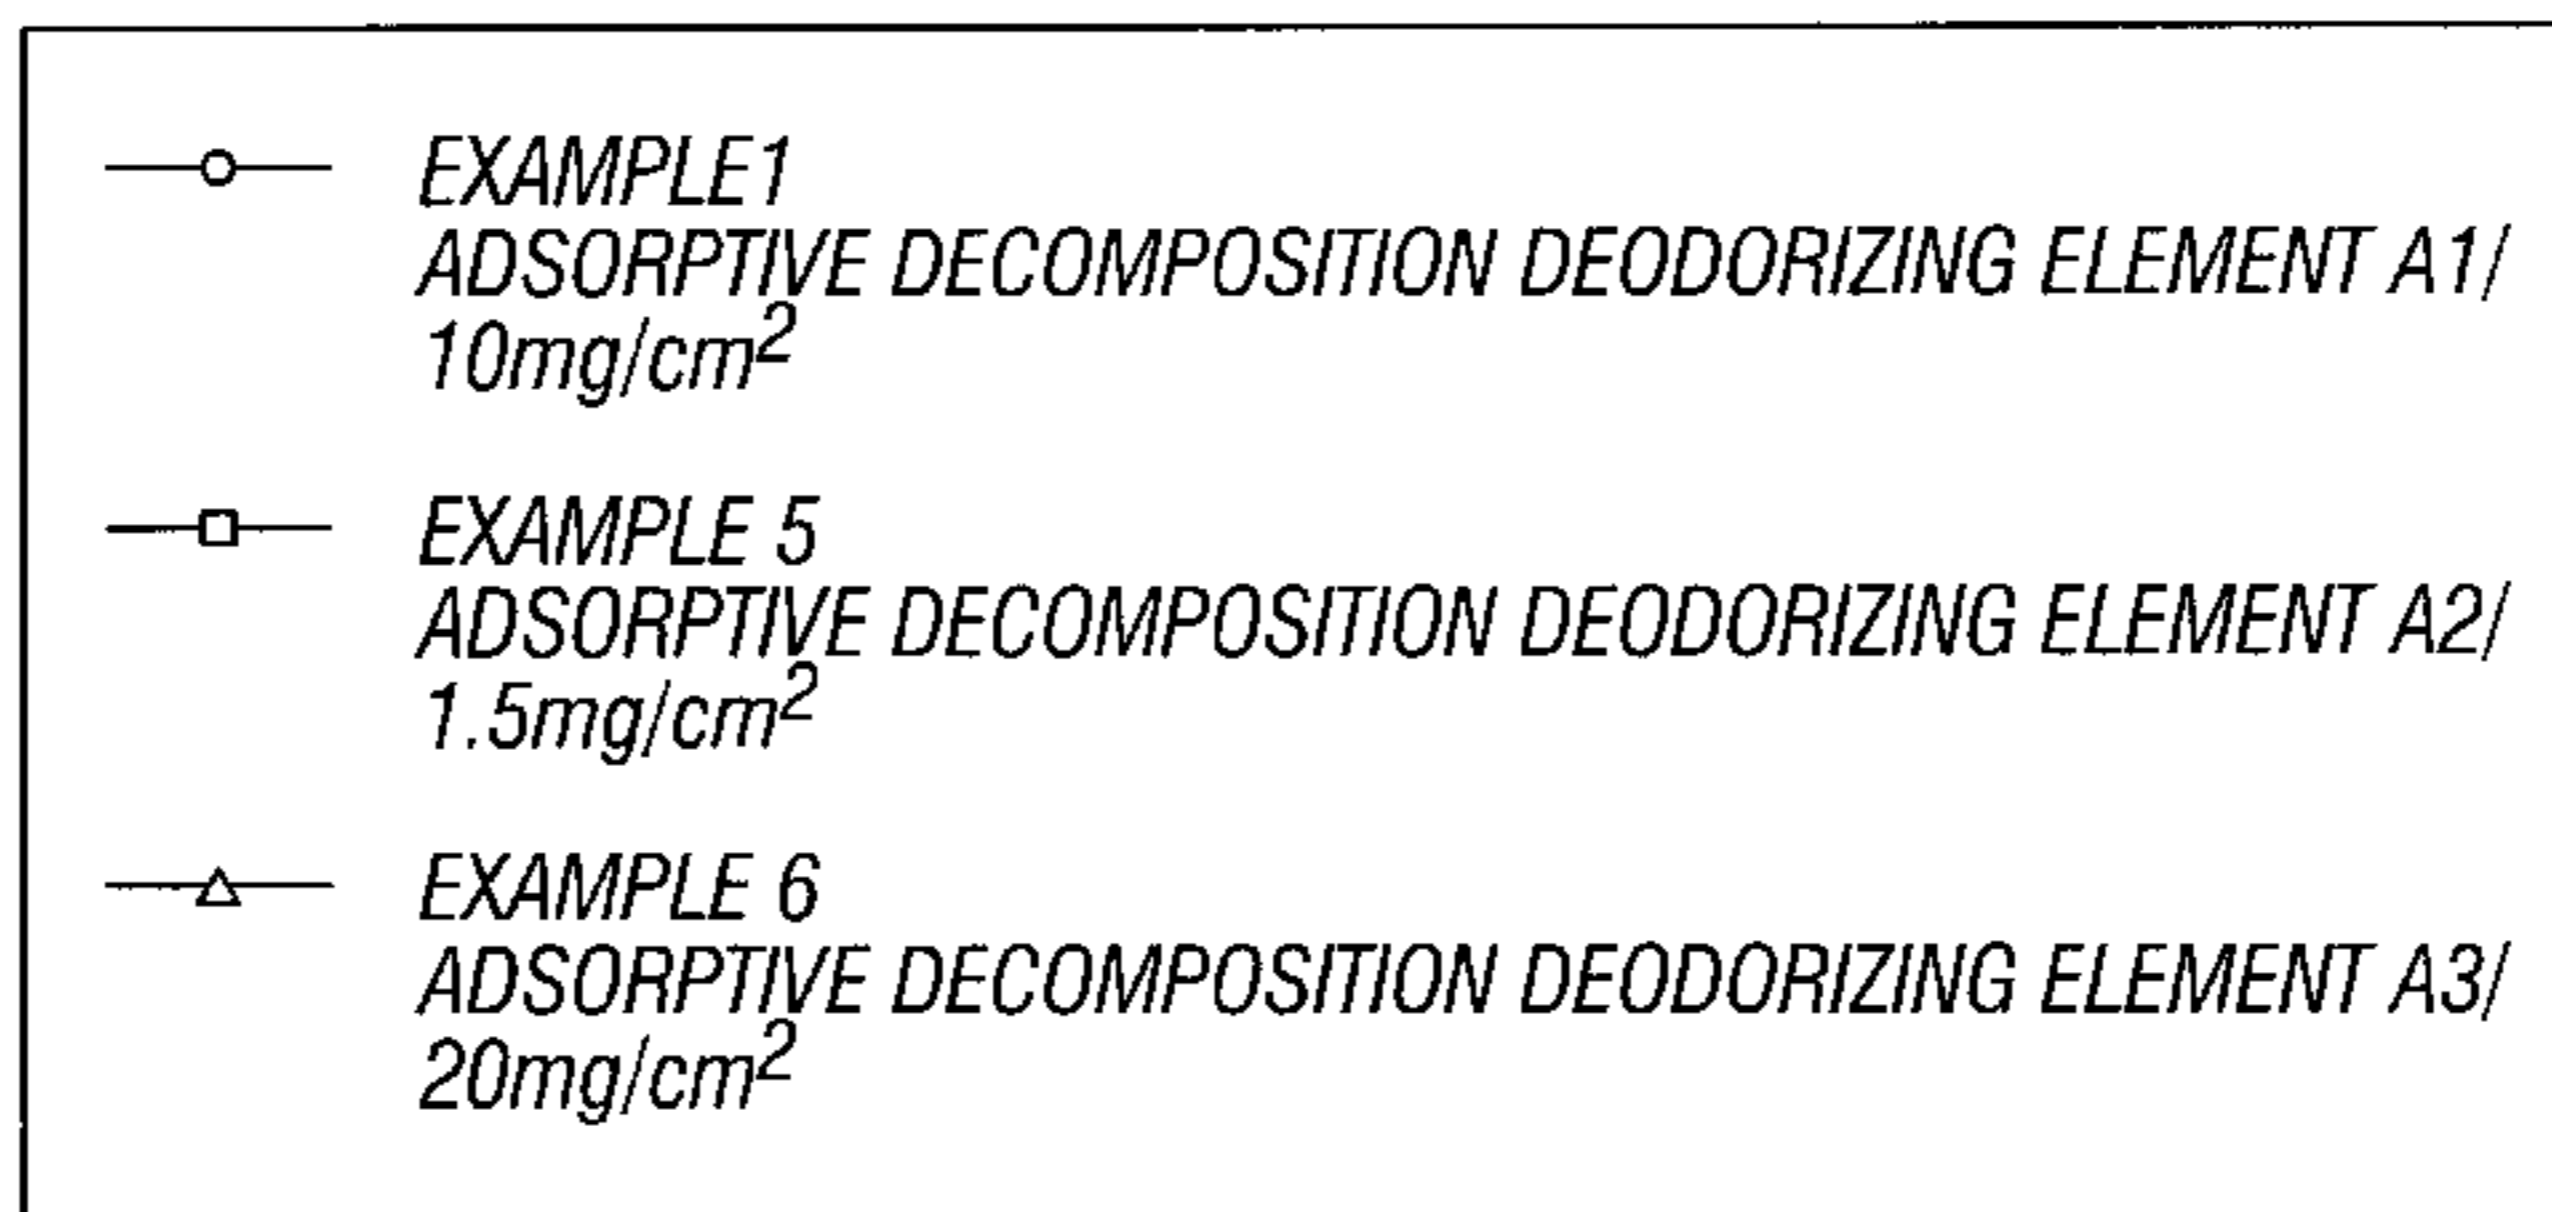 EXAMPLE1
ADSORPTIVE DECOMPOSITION DEODORIZING ELEMENT A1/
10mg/cm²
EXAMPLE 5
ADSORPTIVE DECOMPOSITION DEODORIZING ELEMENT A2/
1.5mg/cm²
EXAMPLE 6
ADSORPTIVE DECOMPOSITION DEODORIZING ELEMENT A3/
20mg/cm²